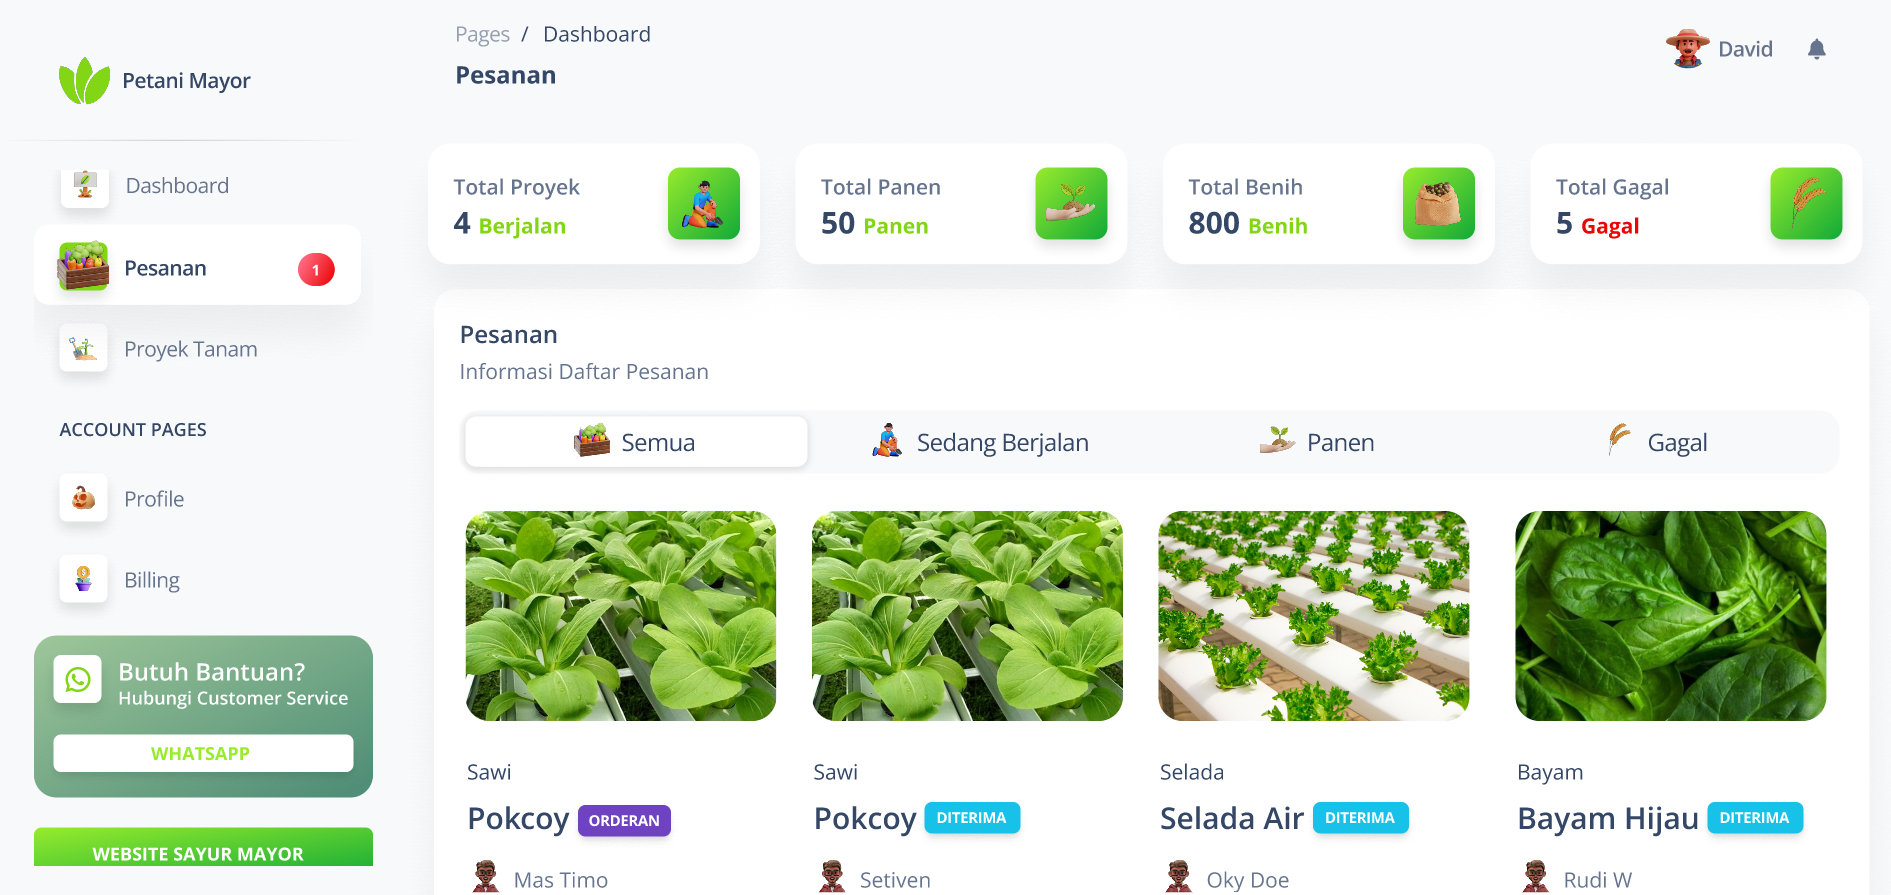 Petani Mayor
Dashboard
Pesanan
1
Proyek Tanam
ACCOUNT PAGES
Profile
Billing
Butuh Bantuan?
Hubungi Customer Service
WHATSAPP
WEBSITE SAYUR MAYOR
Pages / Dashboard
Pesanan
David
Total Proyek
4 Berjalan
Total Panen
50 Panen
Total Benih
800 Benih
Total Gagal
5 Gagal
Pesanan
Informasi Daftar Pesanan
Semua
Sedang Berjalan
Panen
Gagal
Sawi
Pokcoy ORDERAN
Mas Timo
Sawi
Pokcoy DITERIMA
Setiven
Selada
Selada Air DITERIMA
Oky Doe
Bayam
Bayam Hijau DITERIMA
Rudi W